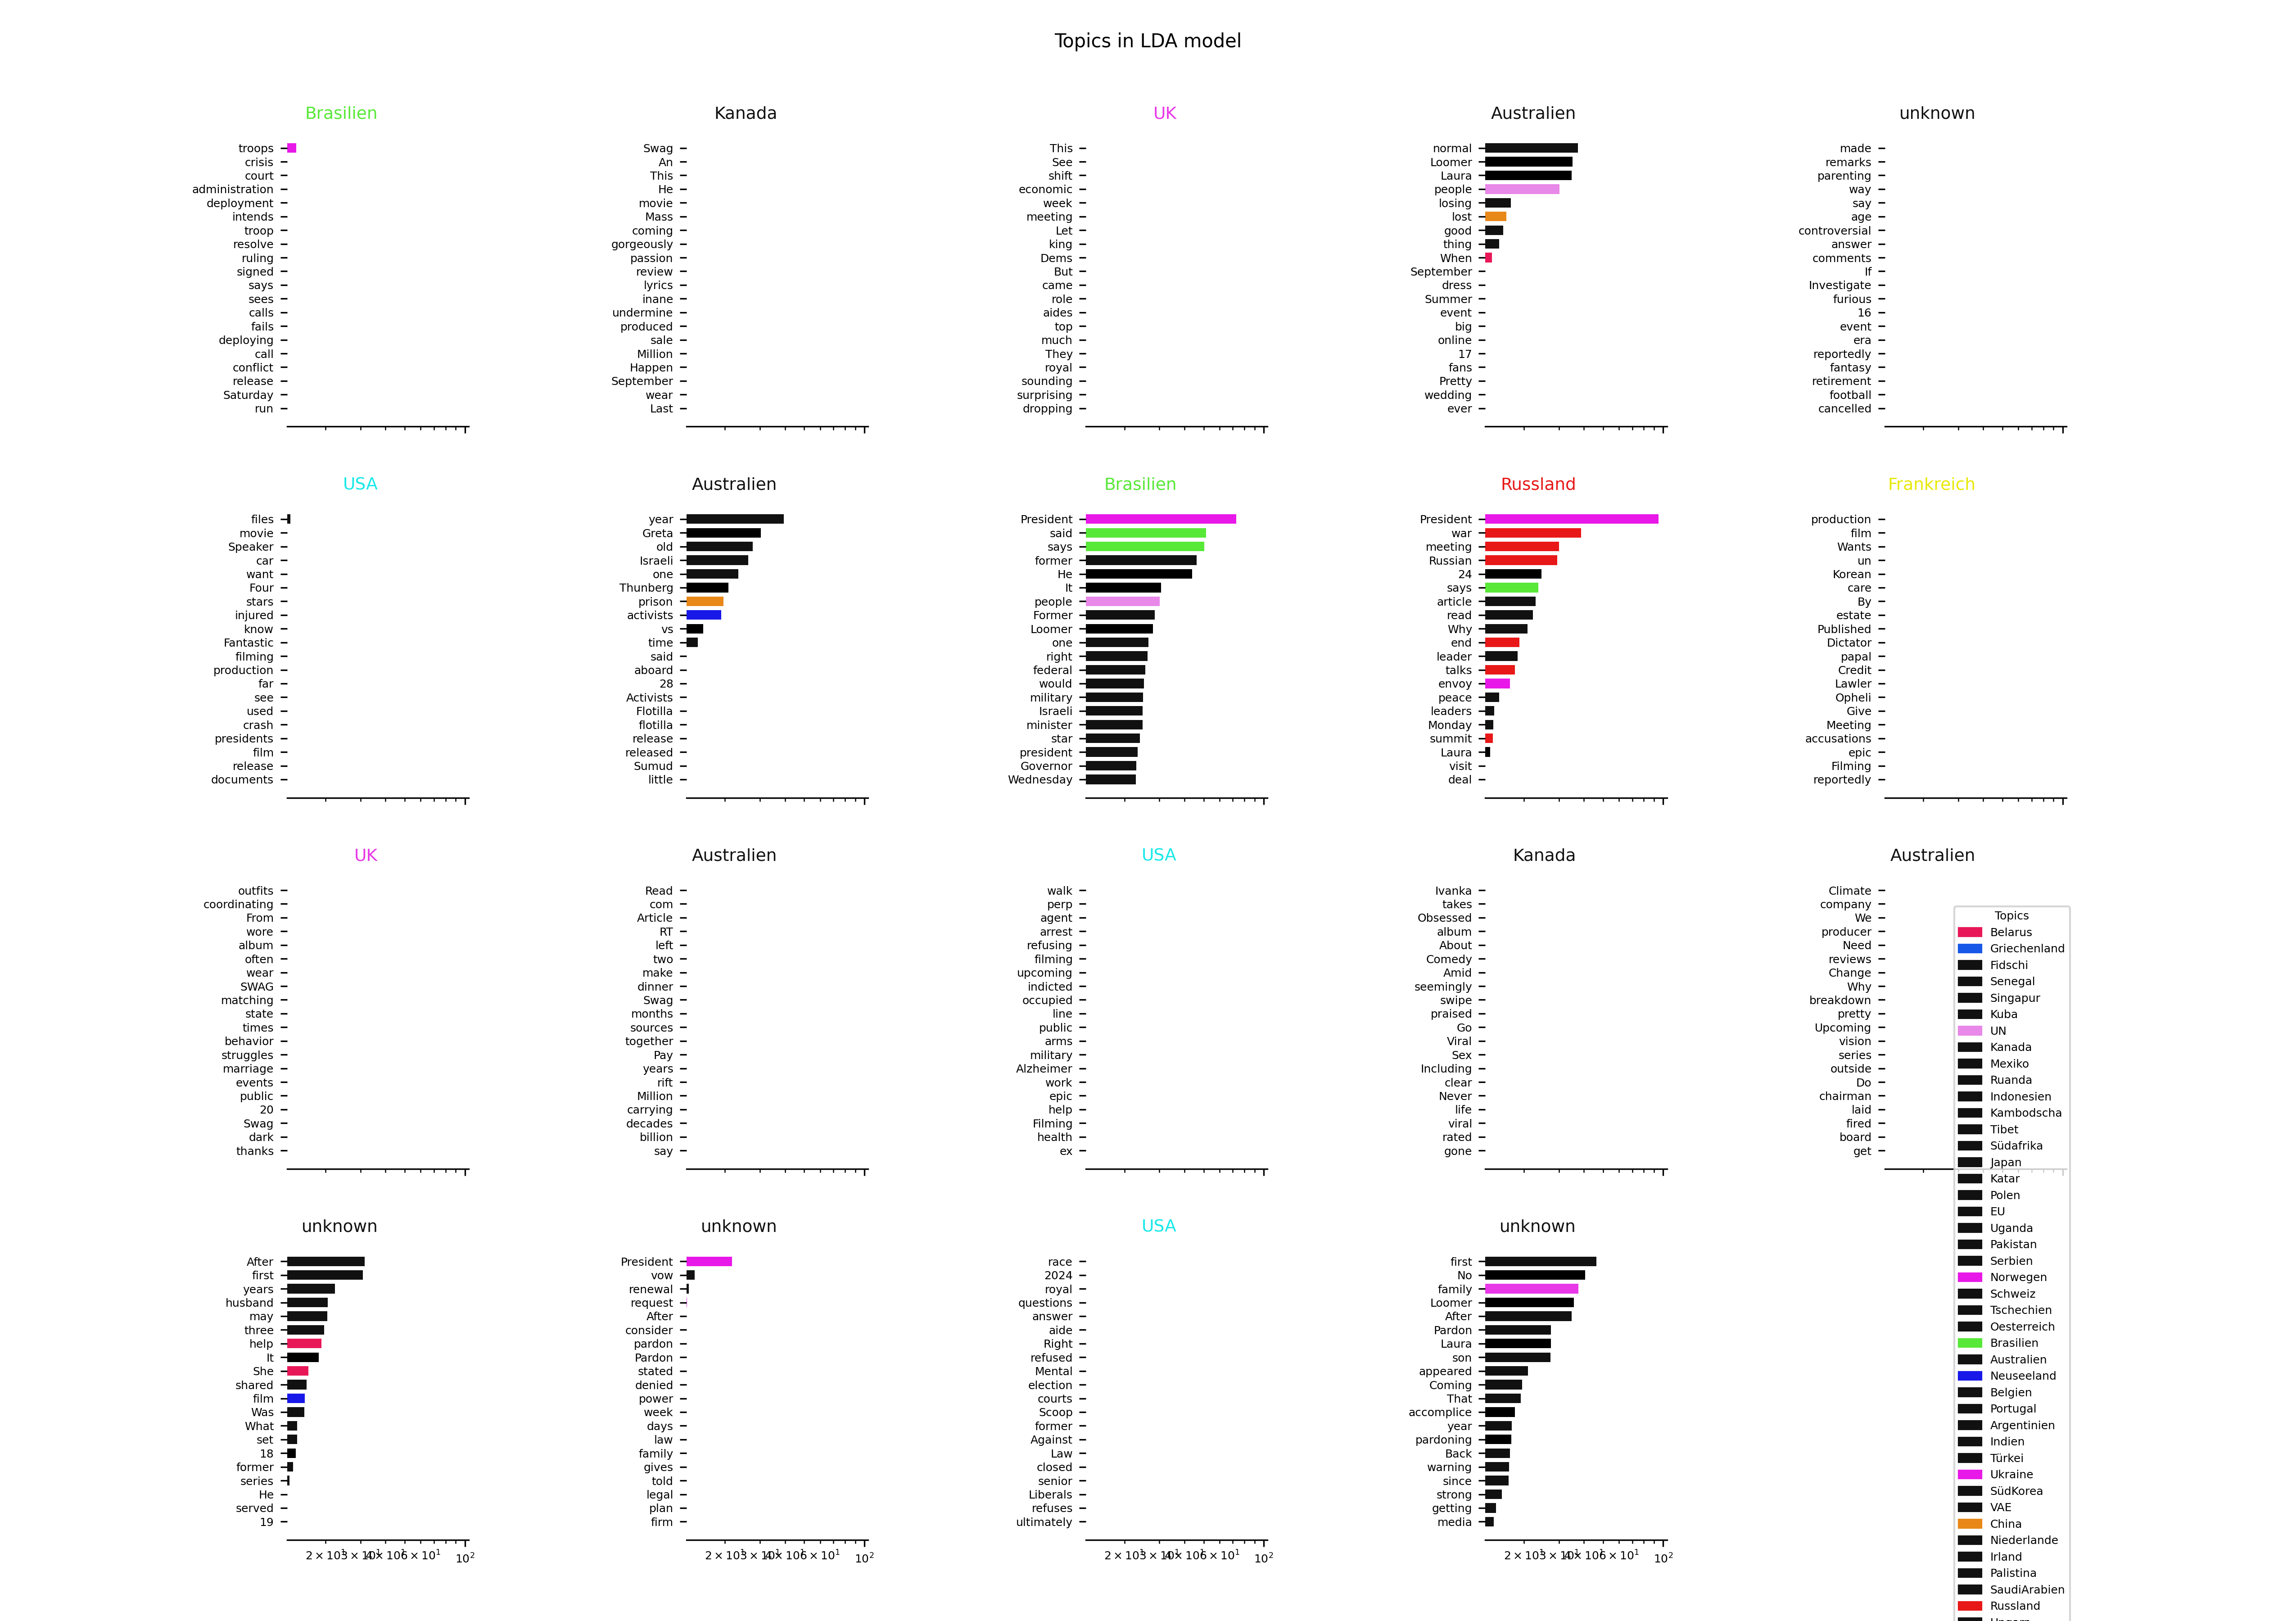 Topics in LDA model
Brasilien
troops
crisis
court
administration
deployment
intends
troop
resolve
ruling
signed
says
sees
calls
fails
deploying
call
conflict
release
Saturday
run
Kanada
Swag
An
This
He
movie
Mass
coming
gorgeously
passion
review
lyrics
inane
undermine
produced
sale
Million
Happen
September
wear
Last
UK
This
See
shift
economic
week
meeting
Let
king
Dems
But
came
role
aides
top
much
They
royal
sounding
surprising
dropping
Australien
normal
Loomer
Laura
people
losing
lost
good
thing
When
September
dress
Summer
event
big
online
17
fans
Pretty
wedding
ever
unknown
made
remarks
parenting
way
say
age
controversial
answer
comments
If
Investigate
furious
16
event
era
reportedly
fantasy
retirement
football
cancelled
USA
files
movie
Speaker
car
want
Four
stars
injured
know
Fantastic
filming
production
far
see
used
crash
presidents
film
release
documents
Australien
year
Greta
old
Israeli
one
Thunberg
prison
activists
vs
time
said
aboard
28
Activists
Flotilla
flotilla
release
released
Sumud
little
Brasilien
President
said
says
former
He
It
people
Former
Loomer
one
right
federal
would
military
Israeli
minister
star
president
Governor
Wednesday
Russland
President
war
meeting
Russian
24
says
article
read
Why
end
leader
talks
envoy
peace
leaders
Monday
summit
Laura
visit
deal
Frankreich
production
film
Wants
un
Korean
care
By
estate
Published
Dictator
papal
Credit
Lawler
Opheli
Give
Meeting
accusations
epic
Filming
reportedly
UK
outfits
coordinating
From
wore
album
often
wear
SWAG
matching
state
times
behavior
struggles
marriage
events
public
20
Swag
dark
thanks
Australien
Read
com
Article
RT
left
two
make
dinner
Swag
months
sources
together
Pay
years
rift
Million
carrying
decades
billion
say
USA
walk
perp
agent
arrest
refusing
filming
upcoming
indicted
occupied
line
public
arms
military
Alzheimer
work
epic
help
Filming
health
ex
Kanada
Ivanka
takes
Obsessed
album
About
Comedy
Amid
seemingly
swipe
praised
Go
Viral
Sex
Including
clear
Never
life
viral
rated
gone
Australien
Climate
company
We
producer
Need
reviews
Change
Why
breakdown
pretty
Upcoming
vision
series
outside
Do
chairman
laid
fired
board
get
unknown
After
first
years
husband
may
three
help
It
She
shared
film
Was
What
set
18
former
series
He
served
19
10²
unknown
President
vow
renewal
request
After
consider
pardon
Pardon
stated
denied
power
week
days
law
family
gives
told
legal
plan
firm
10²
USA
race
2024
royal
questions
answer
aide
Right
refused
Mental
election
courts
Scoop
former
Against
Law
closed
senior
Liberals
refuses
ultimately
10²
unknown
first
No
family
Loomer
After
Pardon
Laura
son
appeared
Coming
That
accomplice
year
pardoning
Back
warning
since
strong
getting
media
10²
Topics
Belarus
Griechenland
Fidschi
Senegal
Singapur
Kuba
UN
Kanada
Mexiko
Ruanda
Indonesien
Kambodscha
Tibet
Südafrika
Japan
Katar
Polen
EU
Uganda
Pakistan
Serbien
Norwegen
Schweiz
Tschechien
Oesterreich
Brasilien
Australien
Neuseeland
Belgien
Portugal
Argentinien
Indien
Türkei
Ukraine
SüdKorea
VAE
China
Niederlande
Irland
Palistina
SaudiArabien
Russland